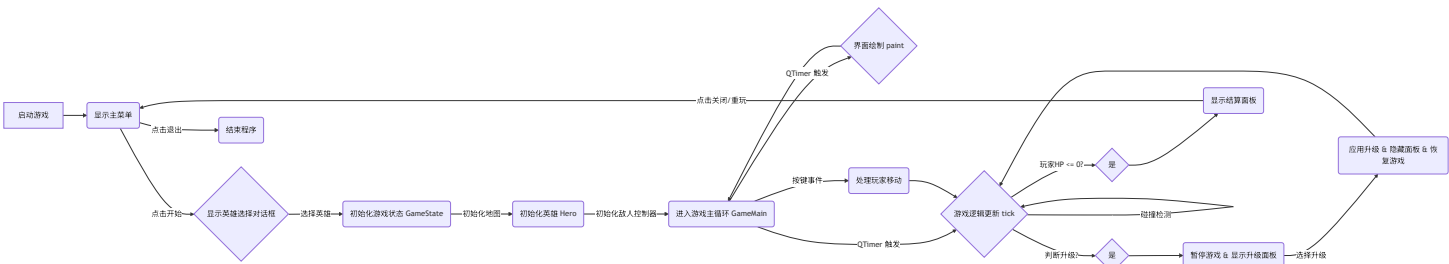 界面绘制 paint
QTimer 触发
启动游戏
显示主菜单
点击关闭/重玩
显示结算面板
点击退出
结束程序
应用升级 & 隐藏面板 & 恢
复游戏
玩家HP <= 0?
是
按键事件
处理玩家移动
点击开始
显示英雄选择对话框
选择英雄
初始化游戏状态 GameState
初始化地图
初始化英雄 Hero
初始化敌人控制器
进入游戏主循环 GameMain
游戏逻辑更新 tick
碰撞检测
QTimer 触发
判断升级?
是
暂停游戏 & 显示升级面板
选择升级